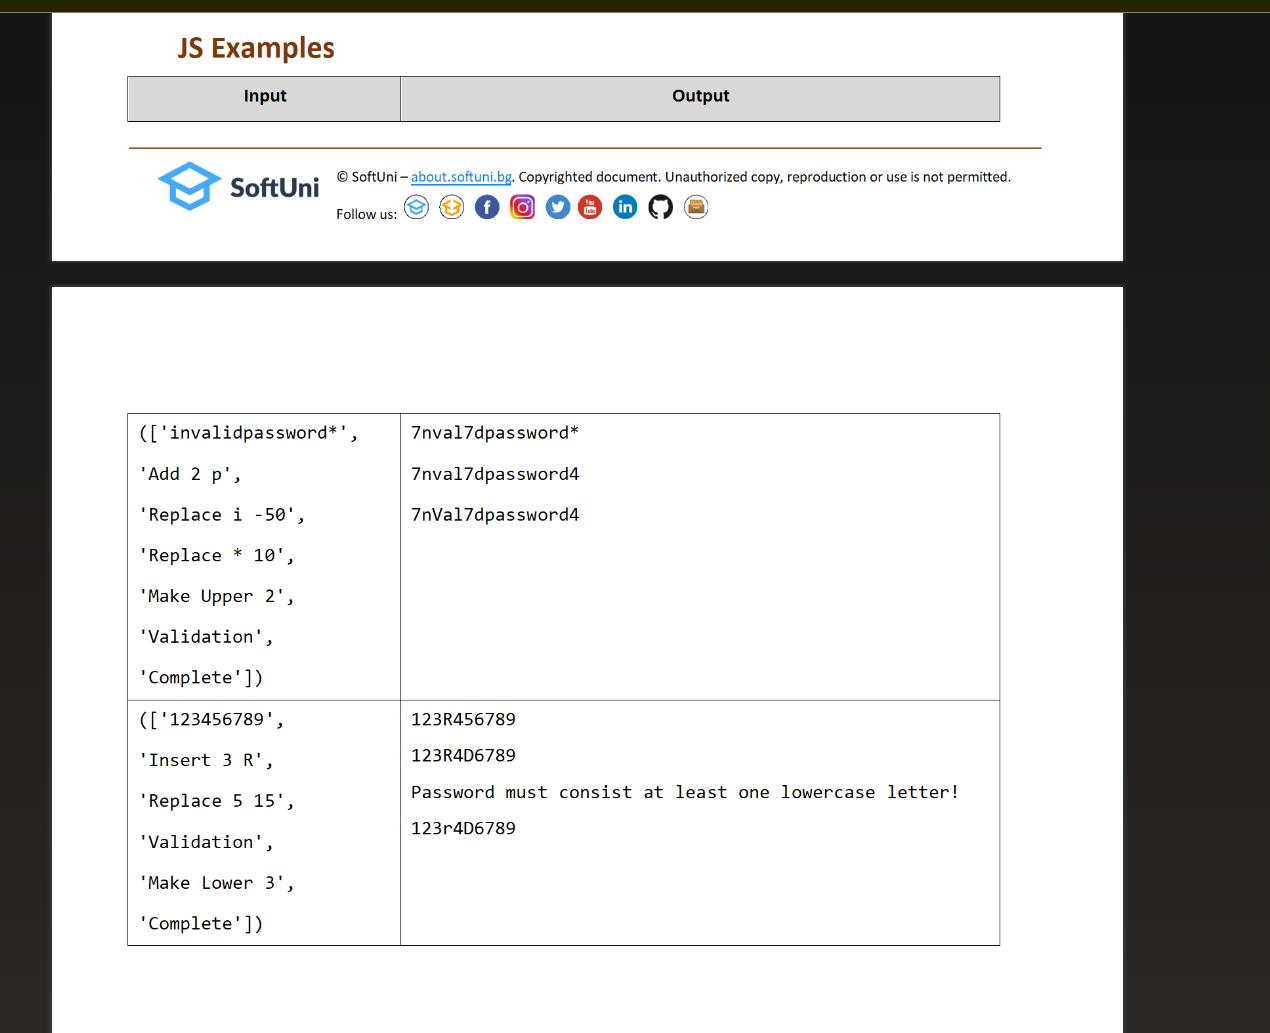 JS Examples
Input Output
SoftUni
© SoftUni – about.softuni.bg. Copyrighted document. Unauthorized copy, reproduction or use is not permitted.
Follow us:
(['invalidpassword*', 7nval7dpassword*
'Add 2 p', 7nval7dpassword4
'Replace i -50', 7nVal7dpassword4
'Replace * 10',
'Make Upper 2',
'Validation',
'Complete'])
(['123456789', 123R456789
'Insert 3 R', 123R4D6789
'Replace 5 15', Password must consist at least one lowercase letter!
'Validation', 123r4D6789
'Make Lower 3',
'Complete'])